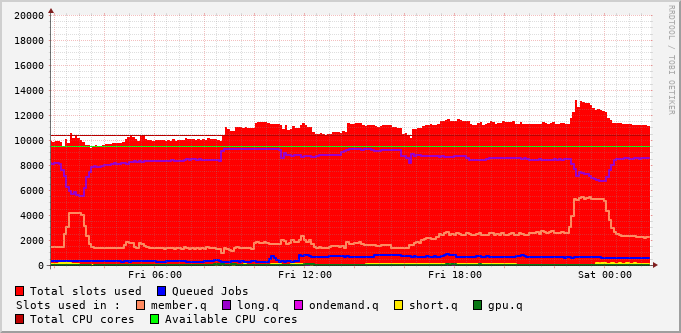 20000
18000
16000
14000
12000
10000
8000
6000
4000
2000
0
Fri 06:00 Fri 12:00 Fri 18:00 Sat 00:00
Total slots used Queued Jobs
Slots used in : member.q long.q ondemand.q short.q gpu.q
Total CPU cores Available CPU cores
RRDTOOL / TOBI OETIKER